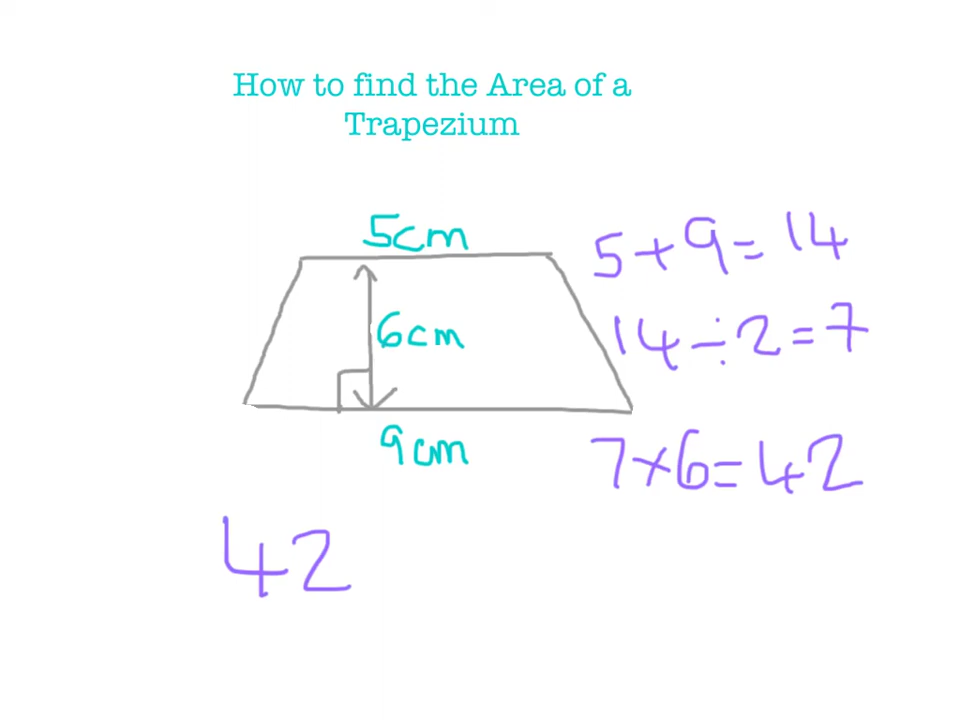 How to find the Area of a
Trapezium
5cm
5+9=14
6cm
14÷2=7
9cm
7×6=42
42